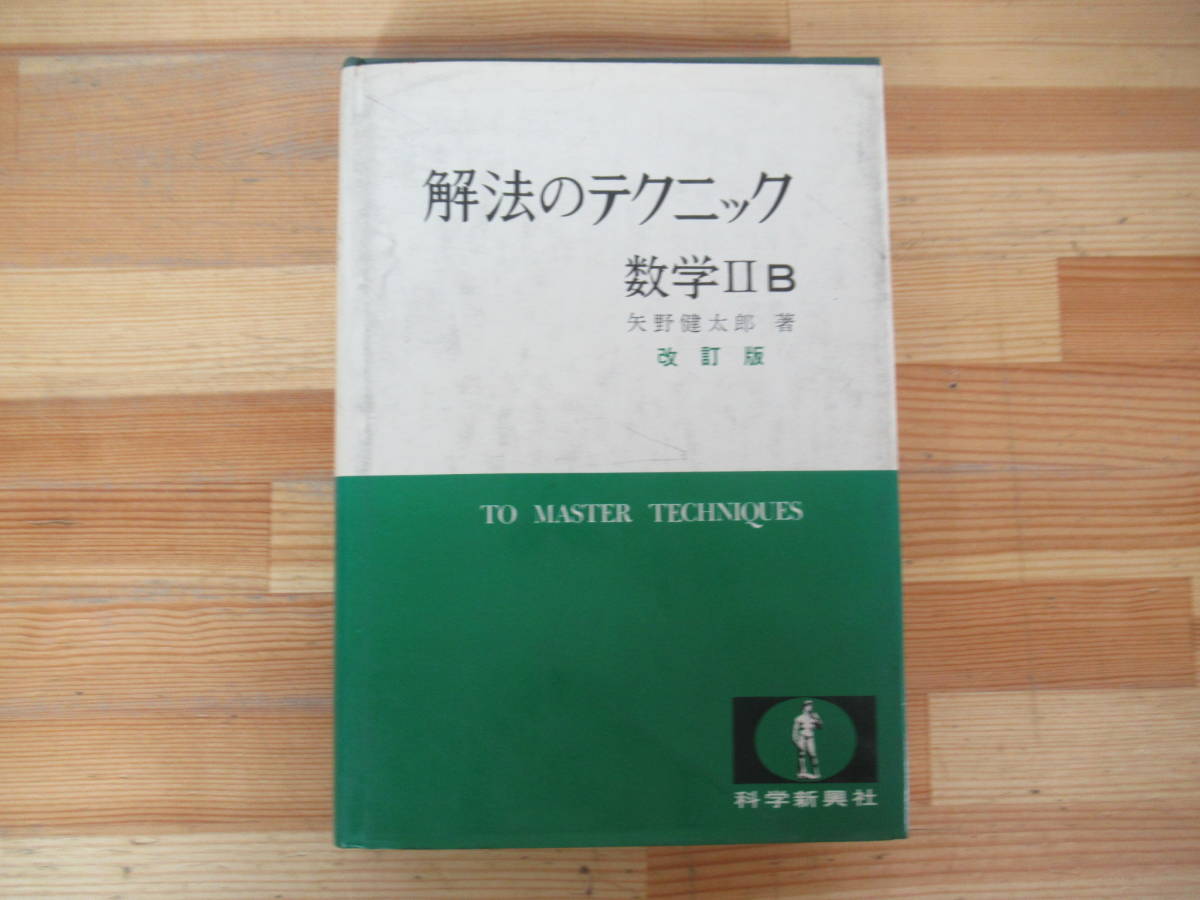 解法のテクニック
数学ⅡB
矢野健太郎 著
改訂版
TO MASTER TECHNIQUES
科学新興社